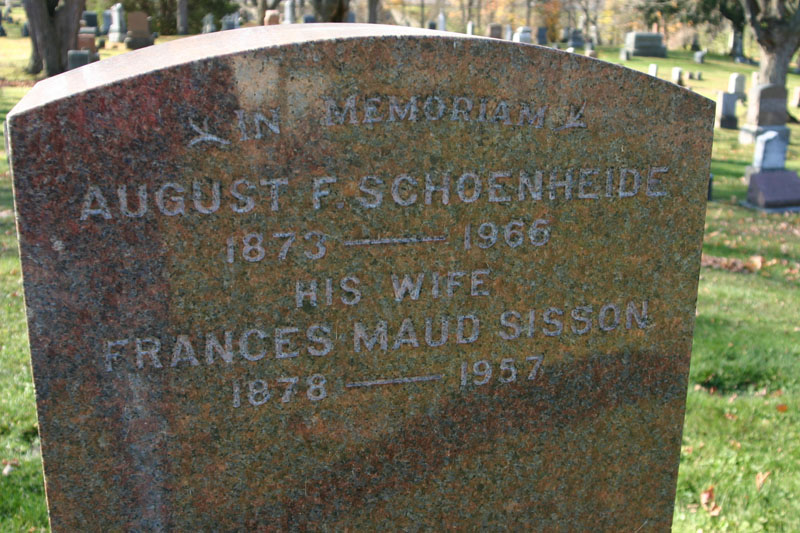 IN MEMORIAM
AUGUST F. SCHOENHEIDE
1873 — 1966
HIS WIFE
FRANCES MAUD SISSON
1878 — 1957